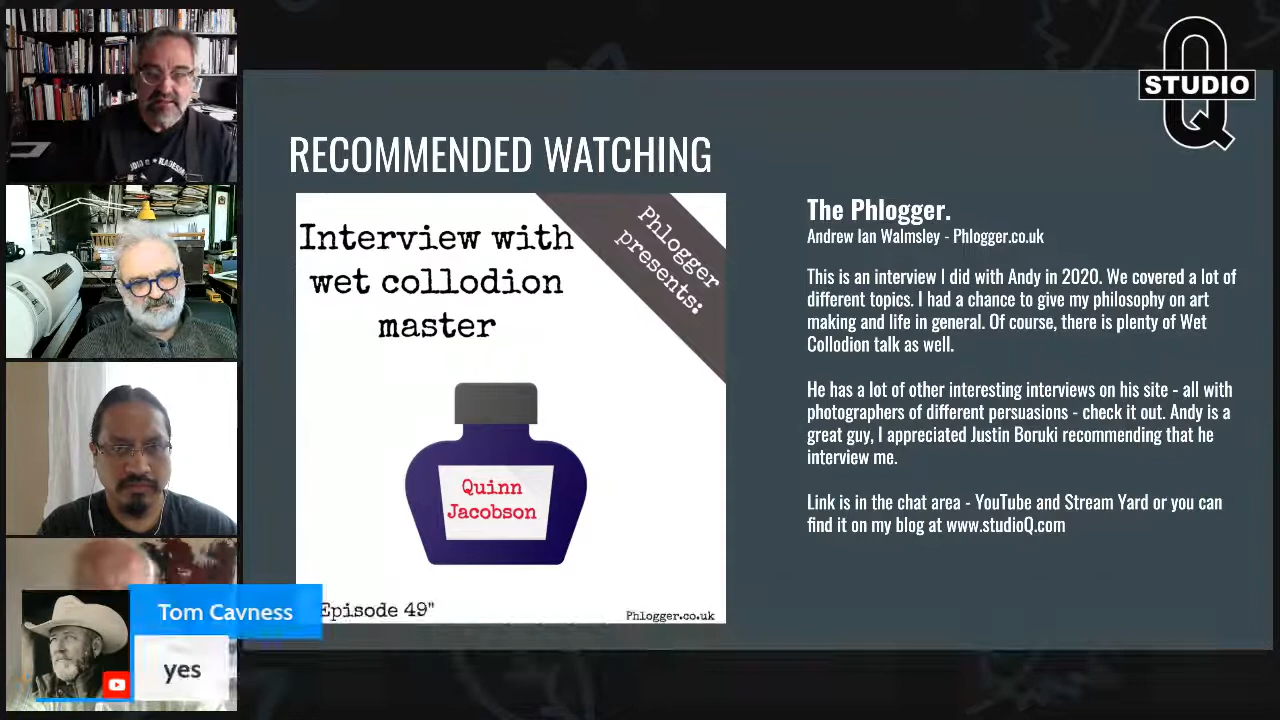 STUDIO
Q
RECOMMENDED WATCHING
Phlogger
presents:
Interview with
wet collodion
master
Quinn
Jacobson
Episode 49"
Phlogger.co.uk
The Phlogger.
Andrew Ian Walmsley - Phlogger.co.uk
This is an interview I did with Andy in 2020. We covered a lot of
different topics. I had a chance to give my philosophy on art
making and life in general. Of course, there is plenty of Wet
Collodion talk as well.
He has a lot of other interesting interviews on his site - all with
photographers of different persuasions - check it out. Andy is a
great guy, I appreciated Justin Boruki recommending that he
interview me.
Link is in the chat area - YouTube and Stream Yard or you can
find it on my blog at www.studioQ.com
Tom Cavness
yes